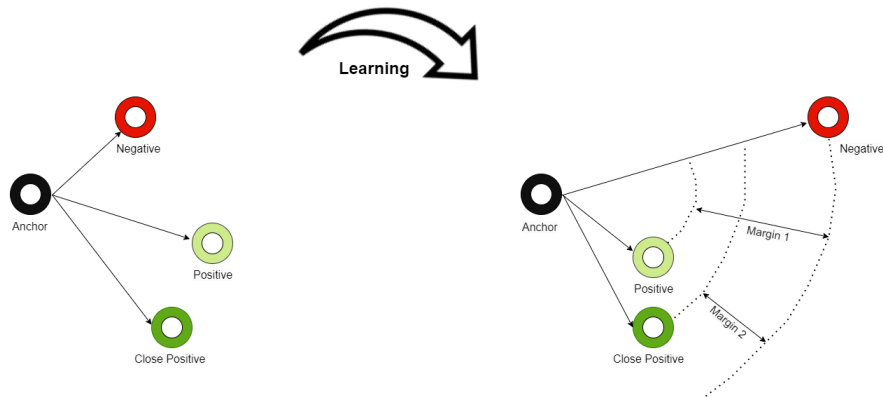 Learning
Negative
Anchor
Positive
Close Positive
Negative
Anchor
Margin 1
Positive
Margin 2
Close Positive